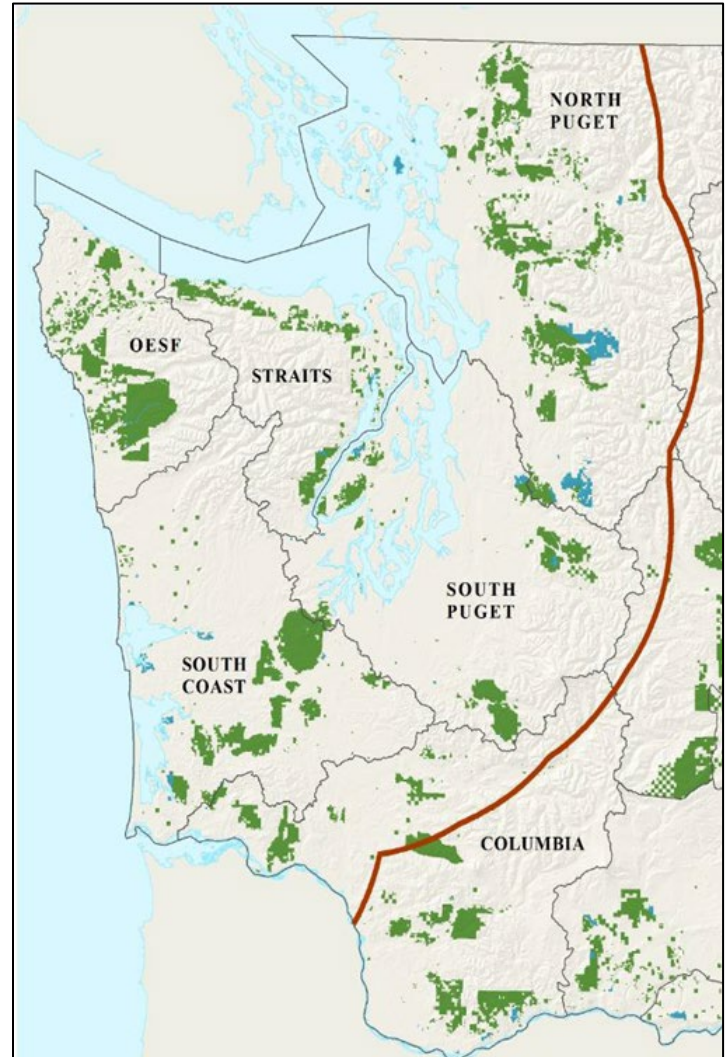 NORTH
PUGET
OESF
STRAITS
SOUTH
PUGET
SOUTH
COAST
COLUMBIA